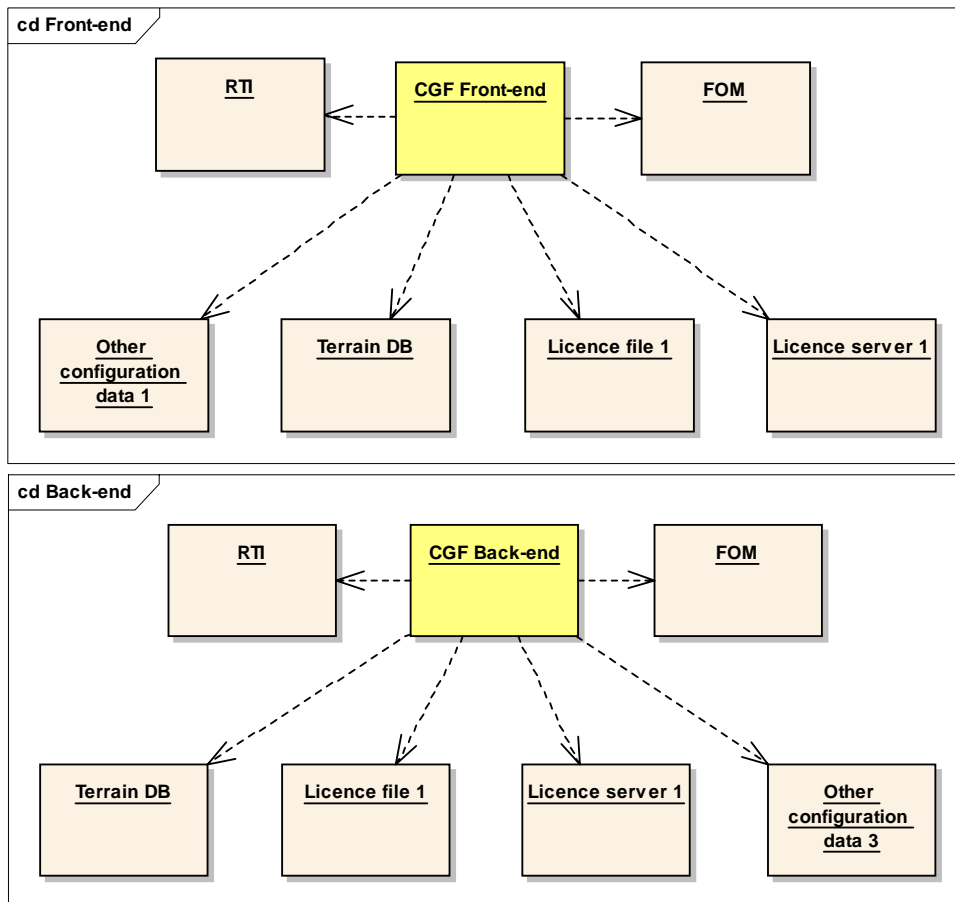 cd Front-end
RTI
CGF Front-end
FOM
Other
configuration
data 1
Terrain DB
Licence file 1
Licence server 1
cd Back-end
RTI
CGF Back-end
FOM
Terrain DB
Licence file 1
Licence server 1
Other
configuration
data 3